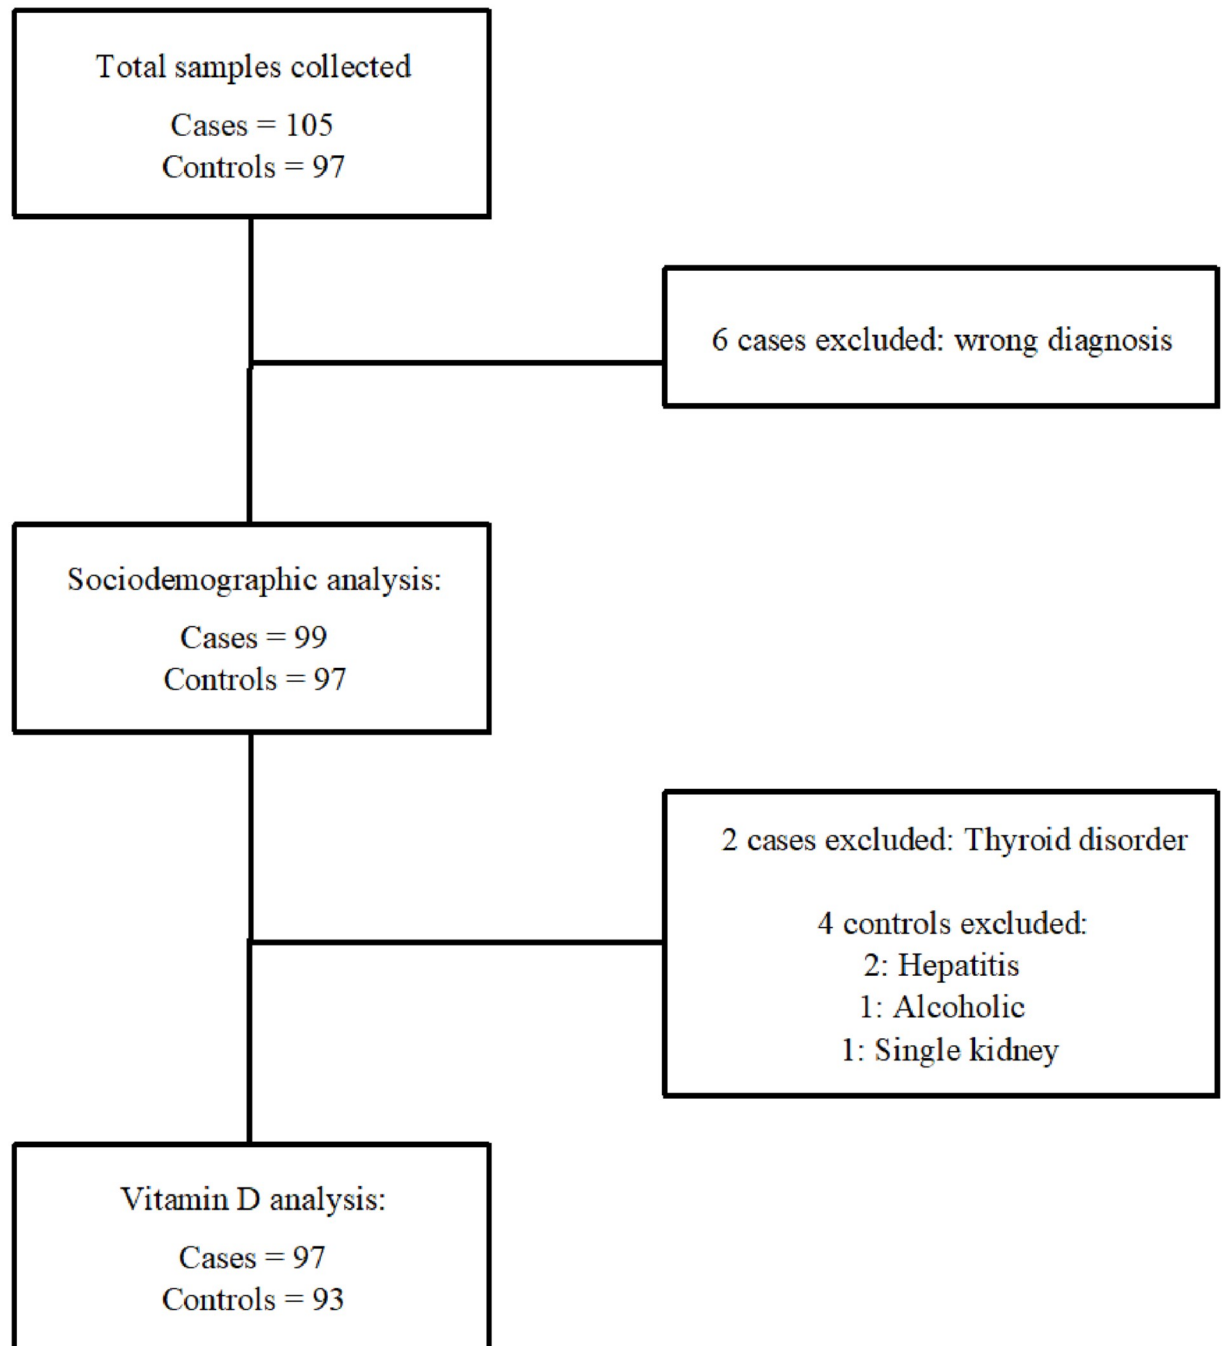 Total samples collected
Cases = 105
Controls = 97
6 cases excluded: wrong diagnosis
Sociodemographic analysis:
Cases = 99
Controls = 97
2 cases excluded: Thyroid disorder
4 controls excluded:
2: Hepatitis
1: Alcoholic
1: Single kidney
Vitamin D analysis:
Cases = 97
Controls = 93